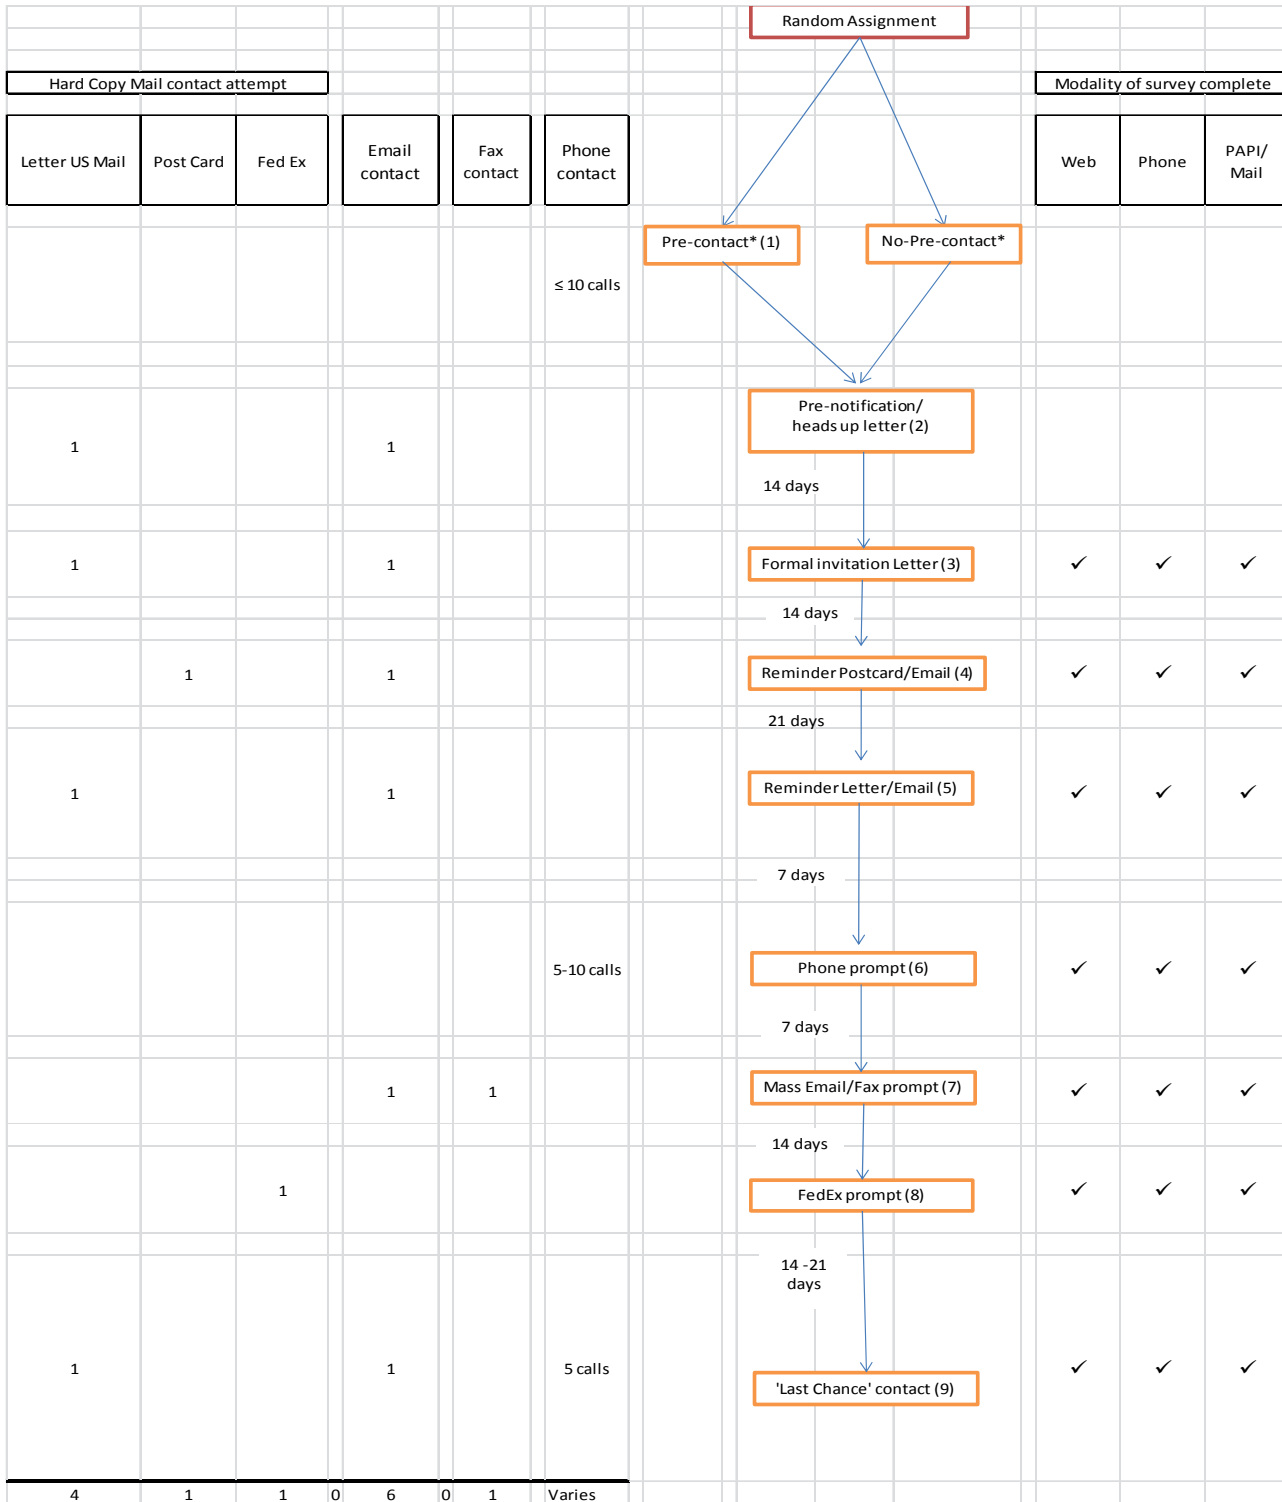 Random Assignment
Hard Copy Mail contact attempt
Modality of survey complete
Letter US Mail
Post Card
Fed Ex
Email
contact
Fax
contact
Phone
contact
Web
Phone
PAPI/
Mail
Pre-contact* (1)
No-Pre-contact*
≤ 10 calls
Pre-notification/
heads up letter (2)
1
1
14 days
1
1
Formal invitation Letter (3)
✓
✓
✓
14 days
1
1
Reminder Postcard/Email (4)
✓
✓
✓
21 days
1
1
Reminder Letter/Email (5)
✓
✓
✓
7 days
5-10 calls
Phone prompt (6)
✓
✓
✓
7 days
1
1
Mass Email/Fax prompt (7)
✓
✓
✓
14 days
1
FedEx prompt (8)
✓
✓
✓
14 -21
days
1
1
5 calls
'Last Chance' contact (9)
✓
✓
✓
4
1
1
0
6
0
1
Varies